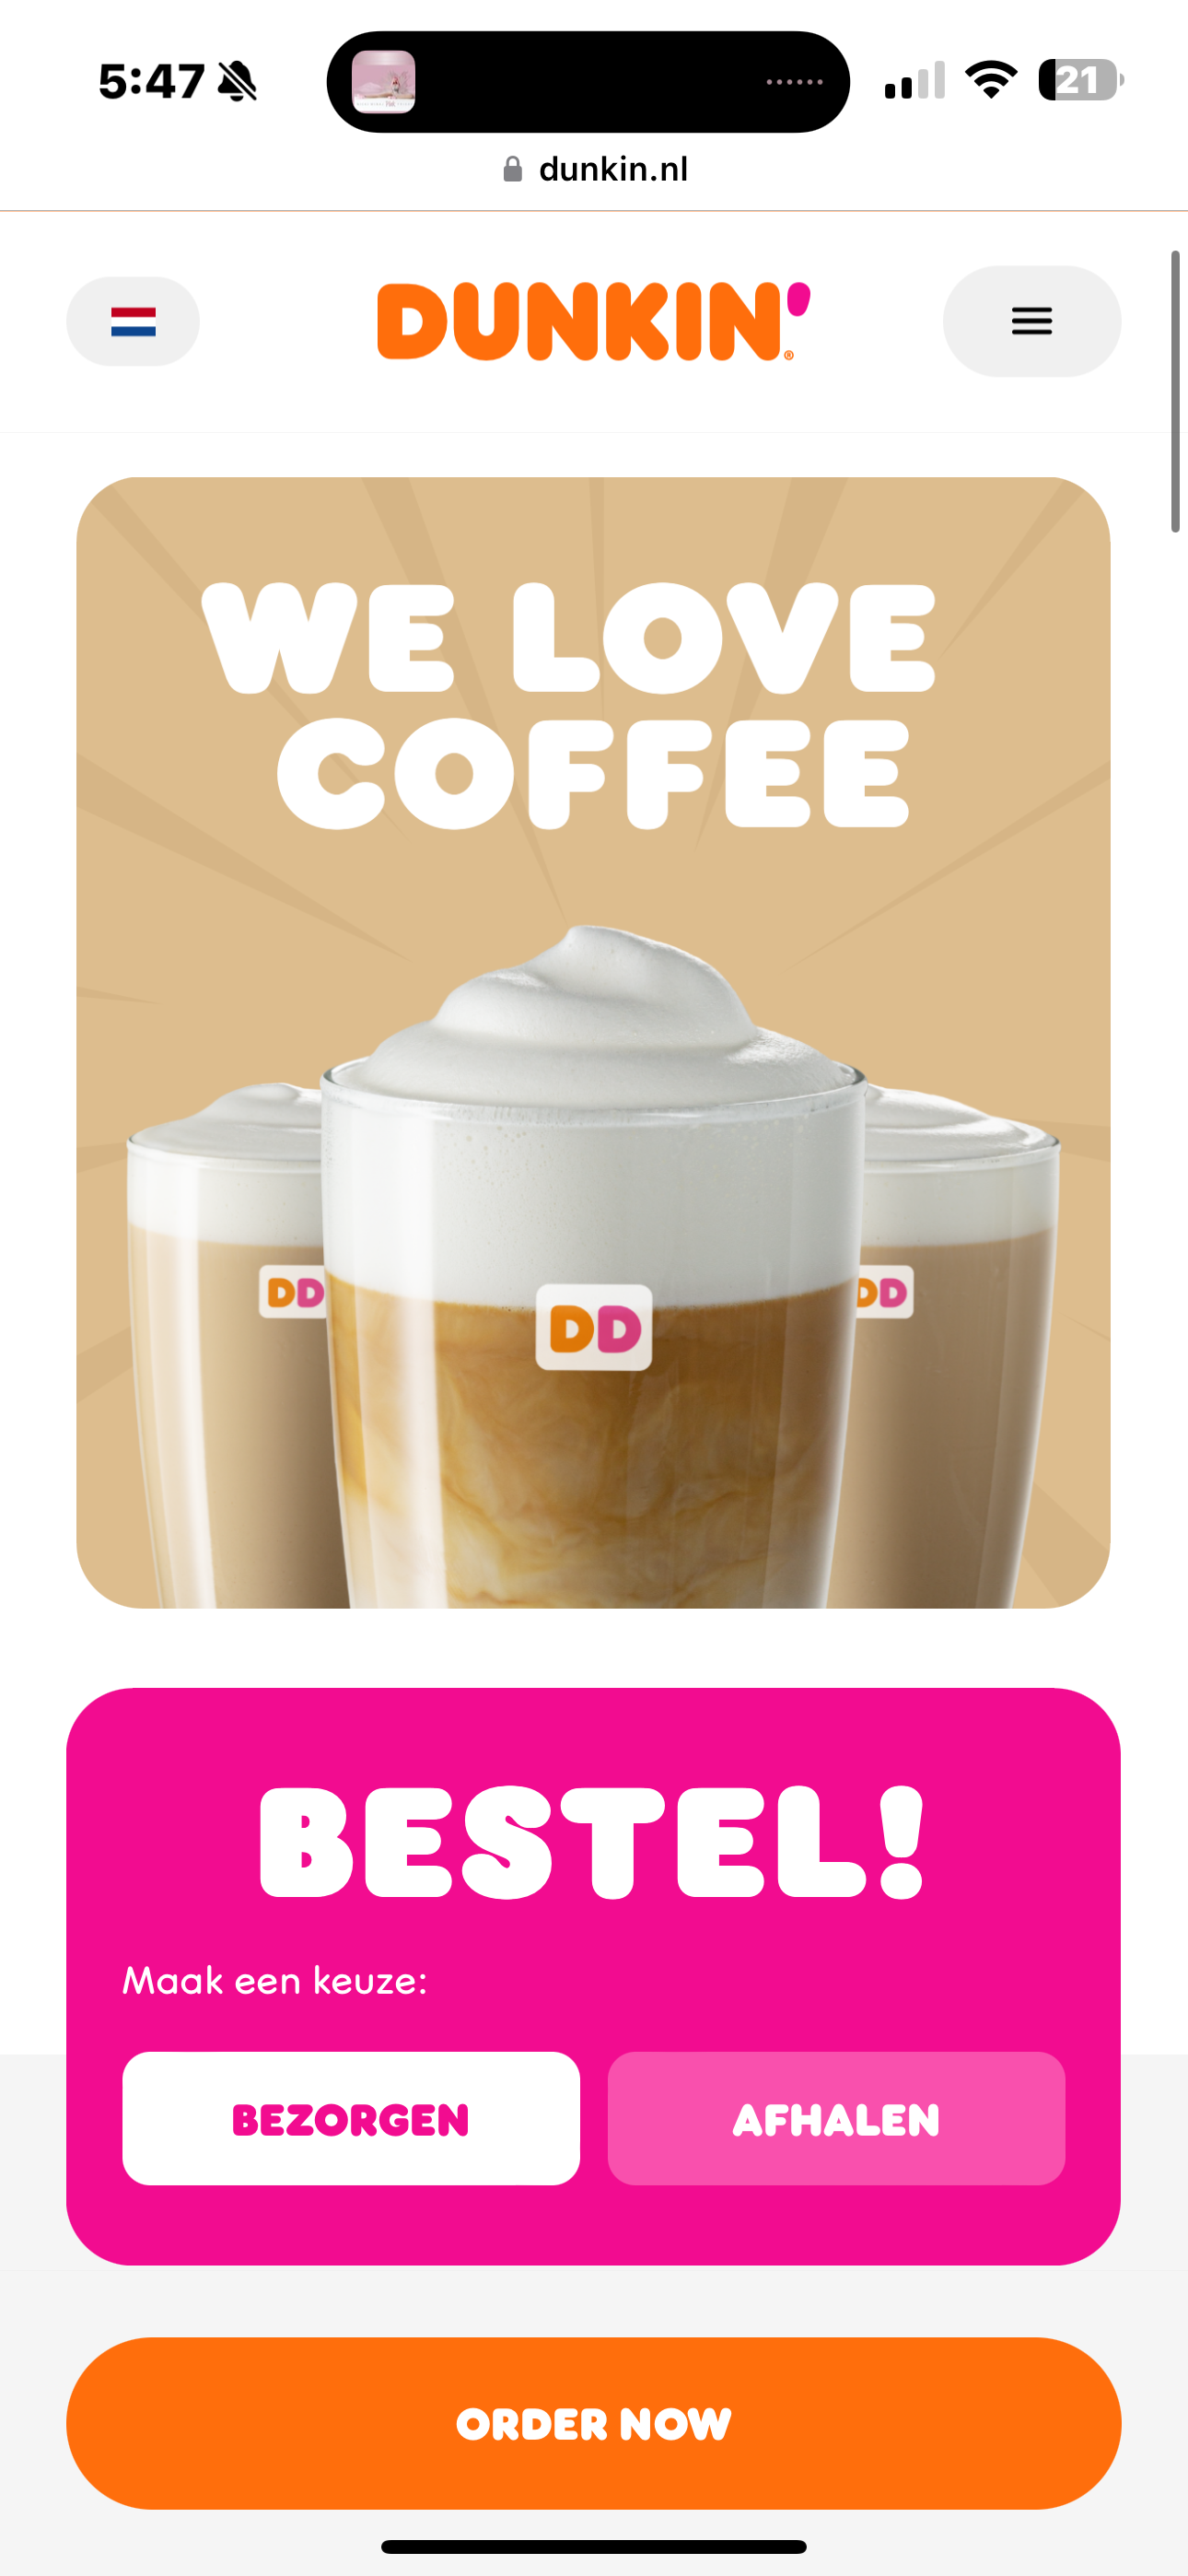 5:47
21
dunkin.nl
DUNKIN'
WE LOVE
COFFEE
DD
DD
DD
BESTEL!
Maak een keuze:
BEZORGEN
AFHALEN
ORDER NOW